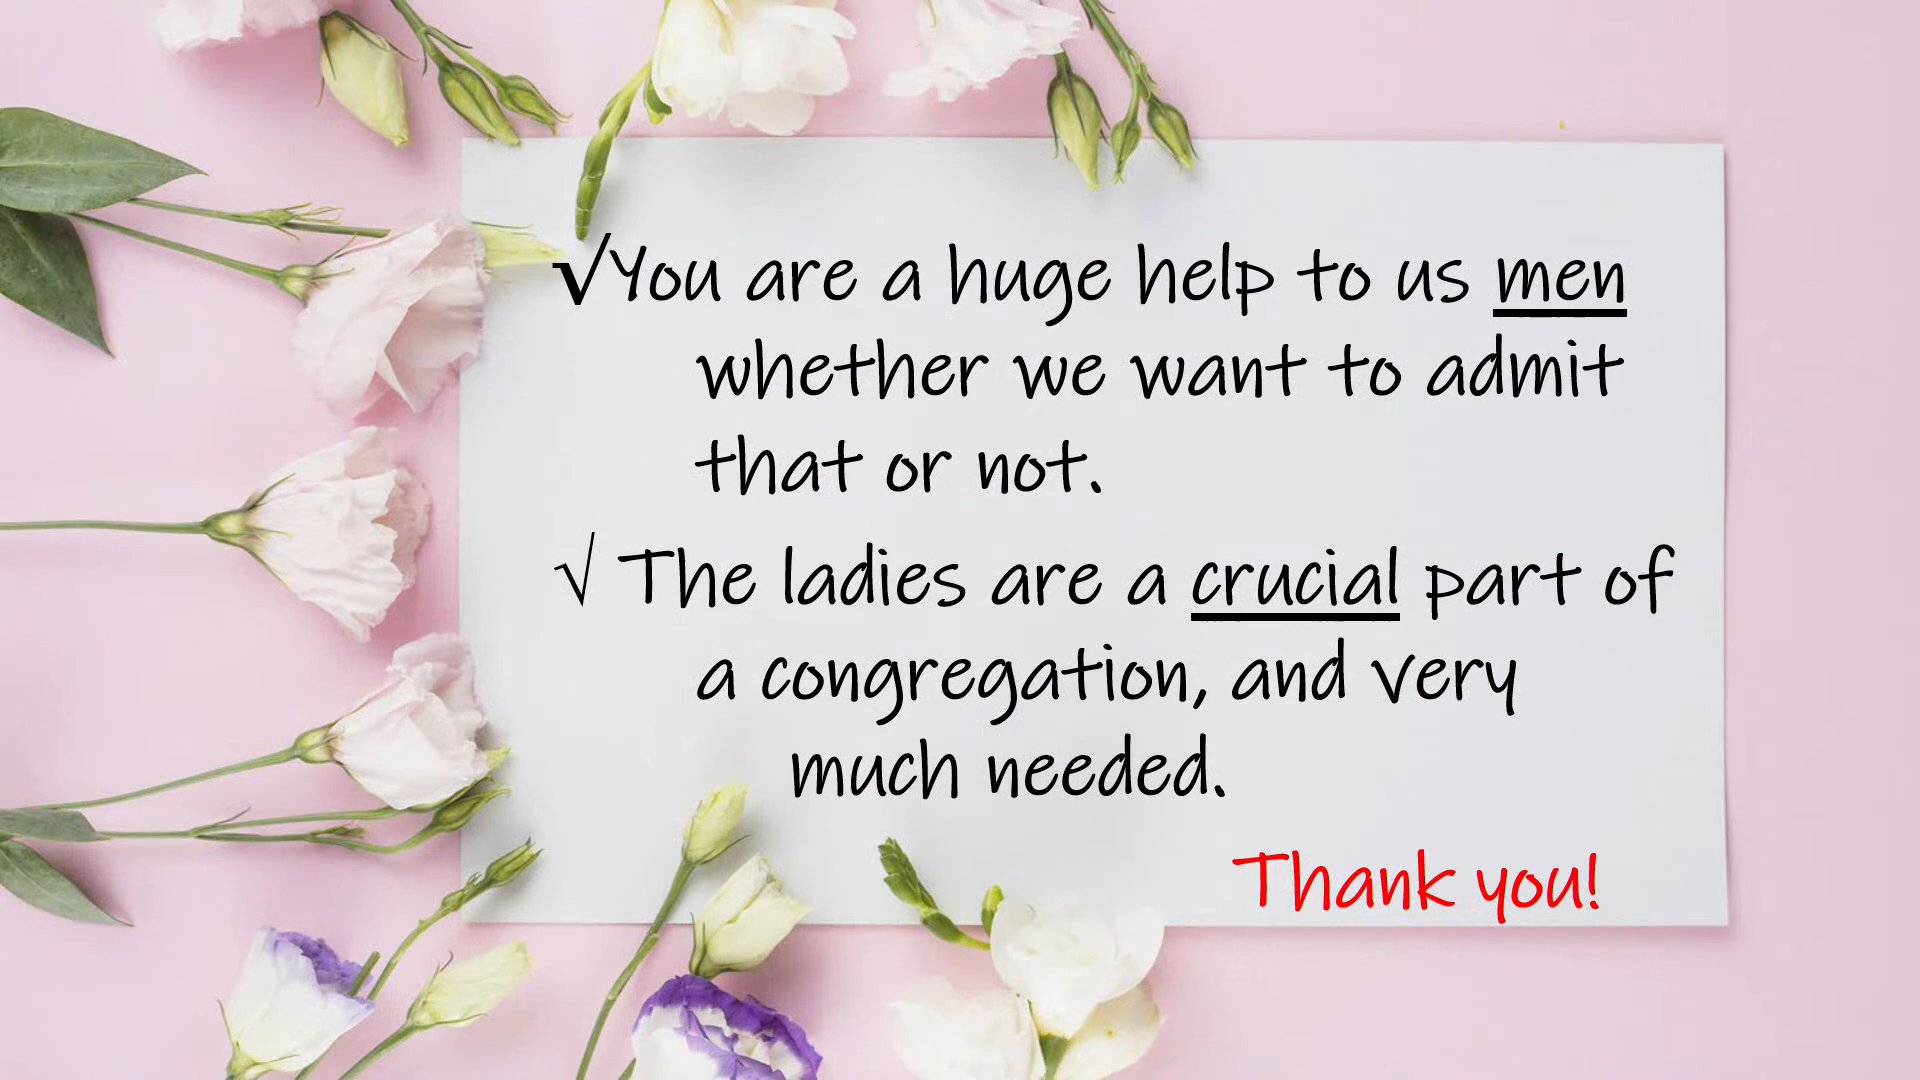 √You are a huge help to us men
whether we want to admit
that or not.
√ The ladies are a crucial part of
a congregation, and very
much needed.
Thank you!